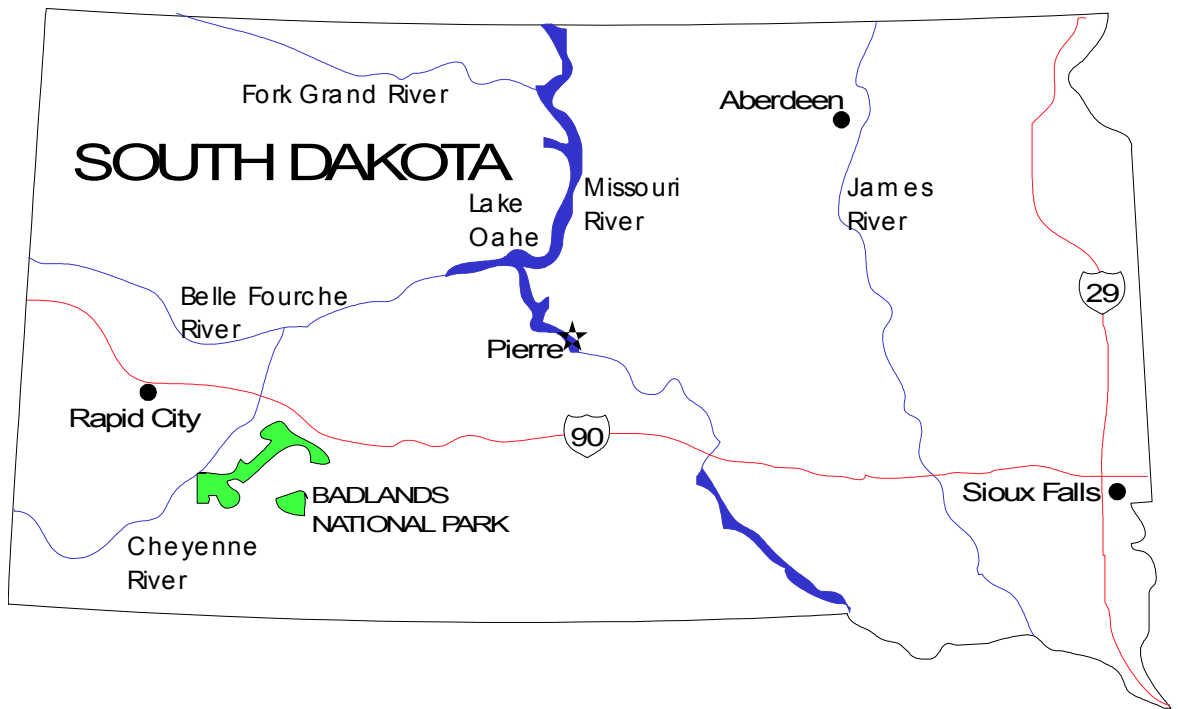 Fork Grand River
Aberdeen
SOUTH DAKOTA
Missouri
River
James
River
Lake
Oahe
Belle Fourche
River
29
Pierre
Rapid City
90
Sioux Falls
BADLANDS
NATIONAL PARK
Cheyenne
River